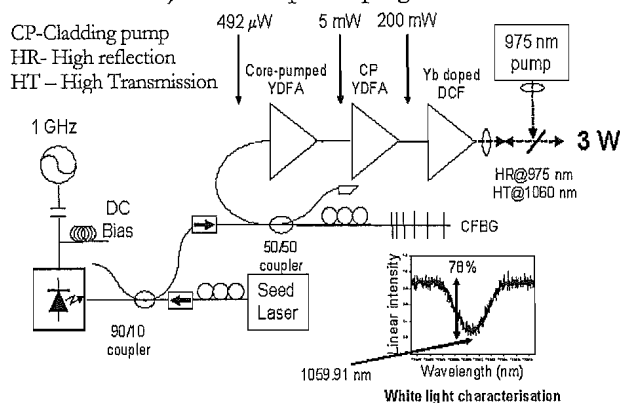 492 µW
5 mW
200 mW
CP-Cladding pump
HR- High reflection
HT – High Transmission
975 nm
pump
Core-pumped
YDFA
CP
YDFA
Yb doped
DCF
3 W
HR@975 nm
HT@1060 nm
1 GHz
DC
Bias
50/50
coupler
CFBG
90/10
coupler
Seed
Laser
78%
Linear intensity
1059.91 nm
Wavelength (nm)
White light characterisation